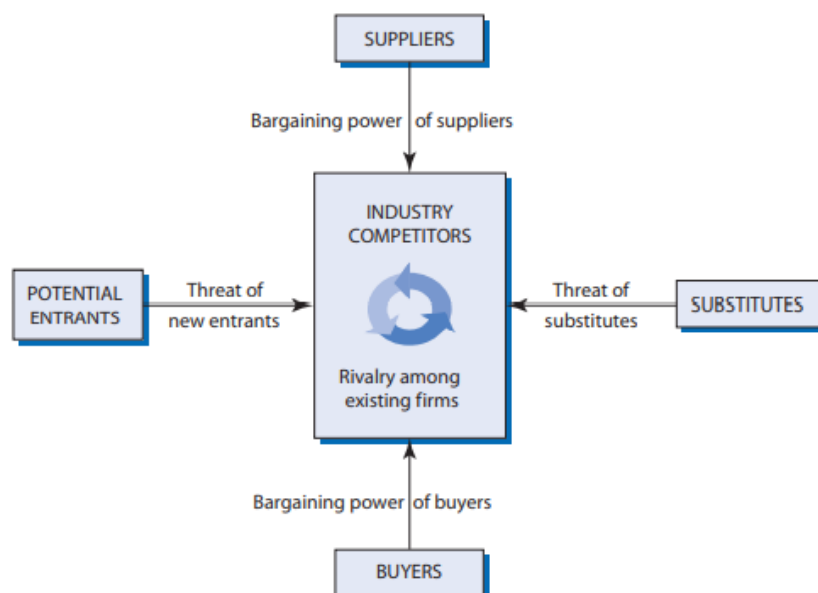 SUPPLIERS
Bargaining power of suppliers
INDUSTRY
COMPETITORS
POTENTIAL
ENTRANTS
Threat of
new entrants
Threat of
substitutes
SUBSTITUTES
Rivalry among
existing firms
Bargaining power of buyers
BUYERS